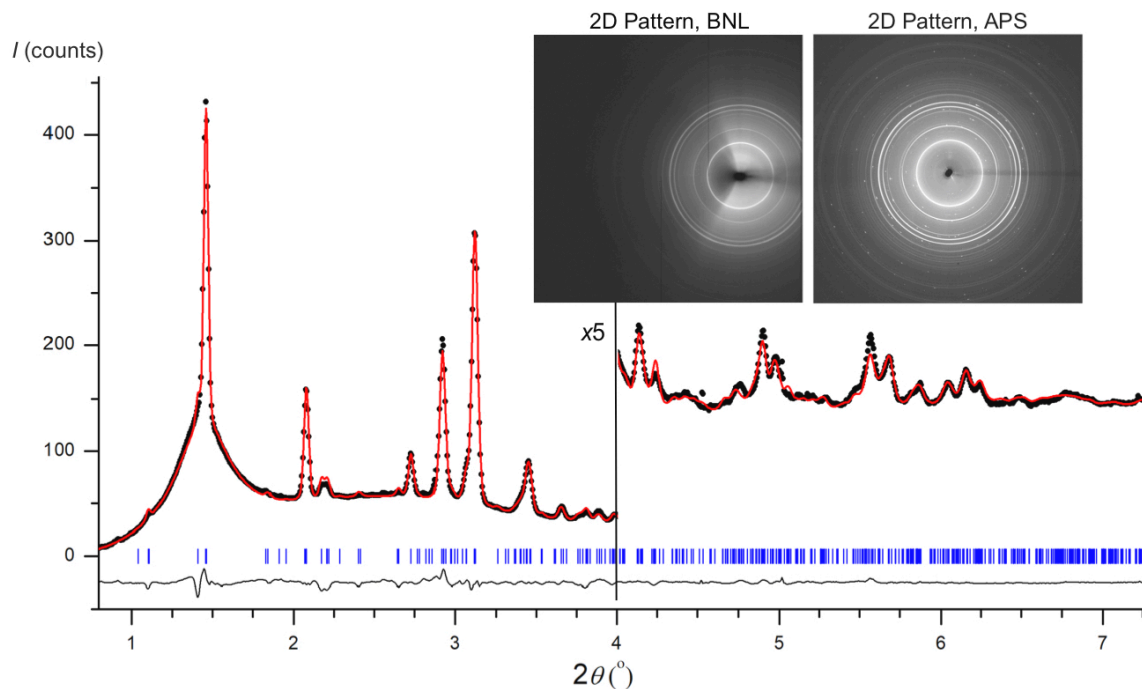 2D Pattern, BNL
2D Pattern, APS
I (counts)
400
300
200
100
0
x5
1
2
3
4
5
6
7
2θ (°)